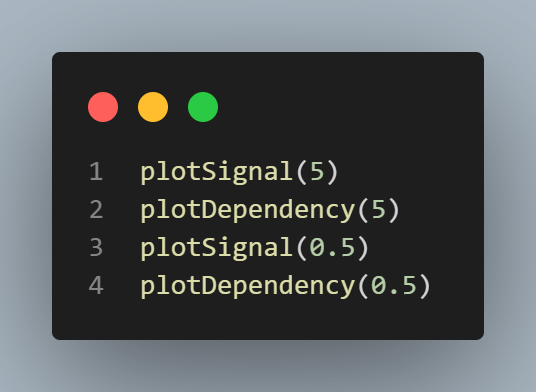 1 plotSignal(5)
2 plotDependency(5)
3 plotSignal(0.5)
4 plotDependency(0.5)